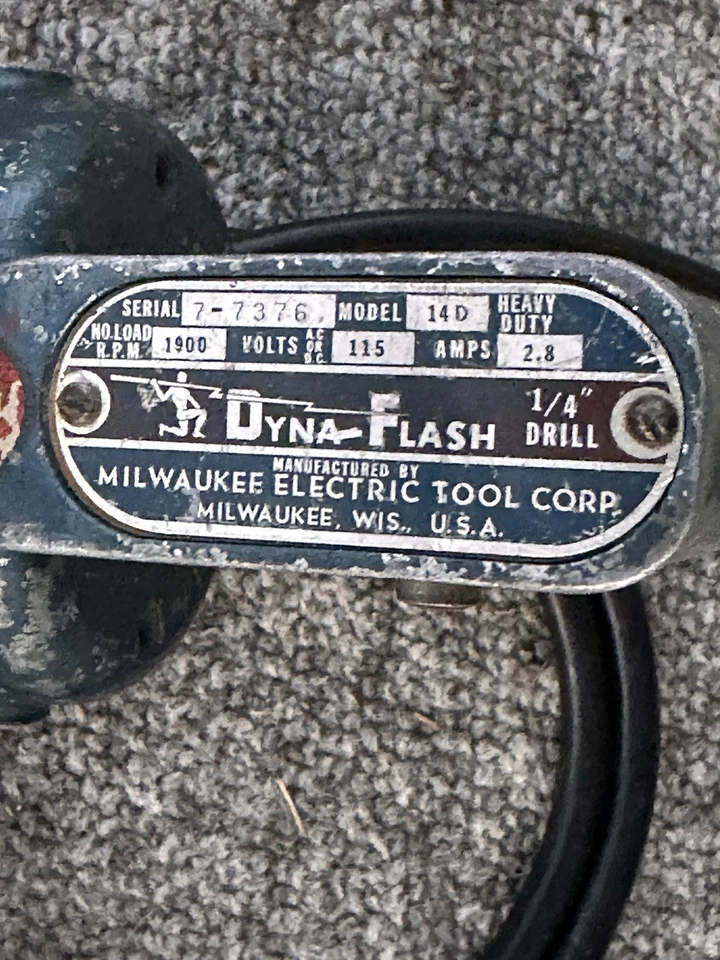 SERIAL 7-7376 MODEL 14D HEAVY DUTY
NO. LOAD R.P.M. 1900 VOLTS A.C. OR D.C. 115 AMPS 2.8
DYNA-FLASH 1/4" DRILL
MANUFACTURED BY
MILWAUKEE ELECTRIC TOOL CORP.
MILWAUKEE, WIS., U.S.A.